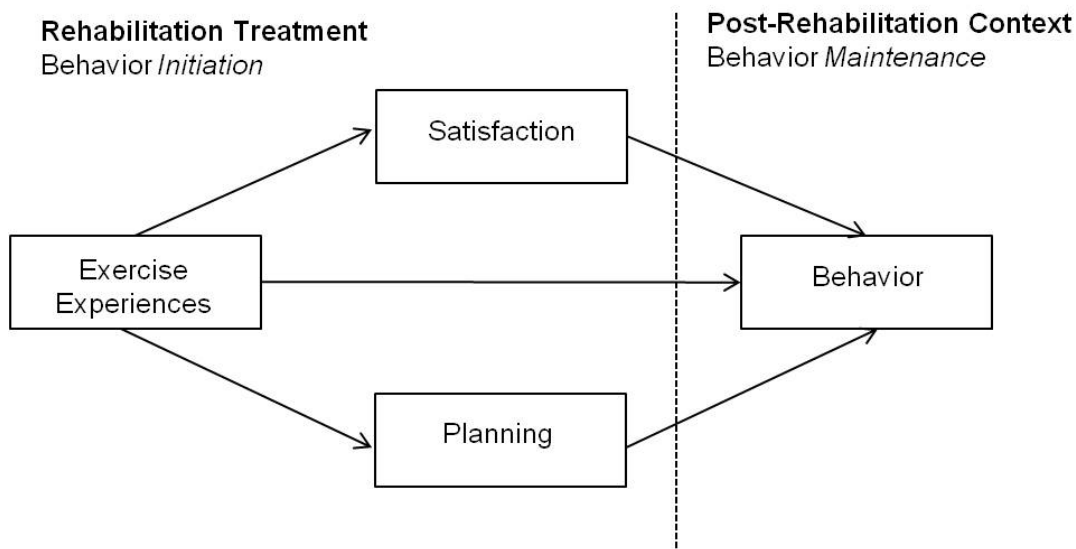 Rehabilitation Treatment
Behavior Initiation
Post-Rehabilitation Context
Behavior Maintenance
Satisfaction
Exercise
Experiences
Behavior
Planning